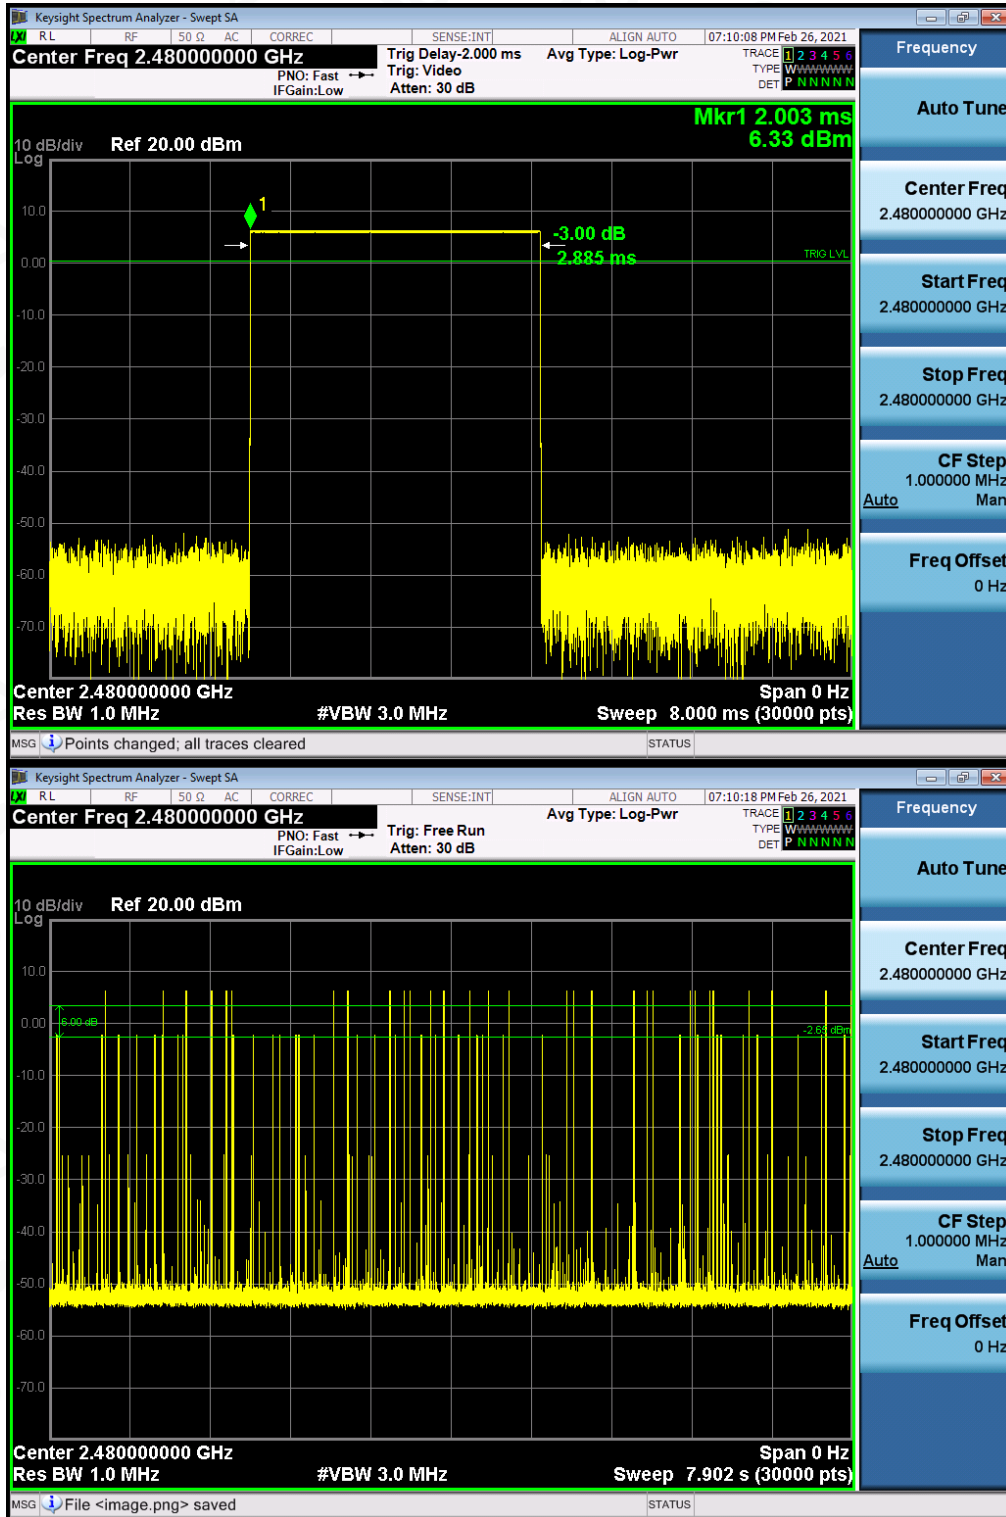 Keysight Spectrum Analyzer - Swept SA
LXI RL RF 50 Ω AC CORREC SENSE:INT ALIGN AUTO 07:10:08 PM Feb 26, 2021
Center Freq 2.480000000 GHz
PNO: Fast
IFGain:Low
Trig Delay-2.000 ms
Trig: Video
Atten: 30 dB
Avg Type: Log-Pwr
TRACE 1 2 3 4 5 6
TYPE WWWWWW
DET P N N N N N
Mkr1 2.003 ms
6.33 dBm
10 dB/div
Log
Ref 20.00 dBm
1
10.0
-3.00 dB
2.885 ms
TRIG LVL
0.00
-10.0
-20.0
-30.0
-40.0
-50.0
-60.0
-70.0
Center 2.480000000 GHz
Span 0 Hz
Res BW 1.0 MHz
#VBW 3.0 MHz
Sweep 8.000 ms (30000 pts)
MSG Points changed; all traces cleared
STATUS
Frequency
Auto Tune
Center Freq
2.480000000 GHz
Start Freq
2.480000000 GHz
Stop Freq
2.480000000 GHz
CF Step
1.000000 MHz
Auto Man
Freq Offset
0 Hz
Keysight Spectrum Analyzer - Swept SA
LXI RL RF 50 Ω AC CORREC SENSE:INT ALIGN AUTO 07:10:18 PM Feb 26, 2021
Center Freq 2.480000000 GHz
PNO: Fast
IFGain:Low
Trig: Free Run
Atten: 30 dB
Avg Type: Log-Pwr
TRACE 1 2 3 4 5 6
TYPE WWWWWW
DET P N N N N N
10 dB/div
Log
Ref 20.00 dBm
10.0
0.00
6.00 dB
-2.65 dBm
-10.0
-20.0
-30.0
-40.0
-50.0
-60.0
-70.0
Center 2.480000000 GHz
Span 0 Hz
Res BW 1.0 MHz
#VBW 3.0 MHz
Sweep 7.902 s (30000 pts)
MSG File <image.png> saved
STATUS
Frequency
Auto Tune
Center Freq
2.480000000 GHz
Start Freq
2.480000000 GHz
Stop Freq
2.480000000 GHz
CF Step
1.000000 MHz
Auto Man
Freq Offset
0 Hz